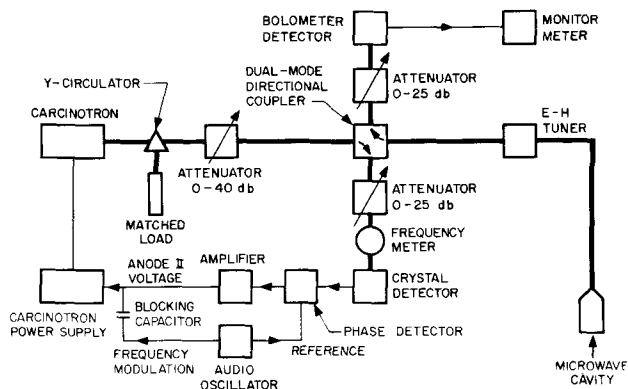 BOLOMETER
DETECTOR
MONITOR
METER
Y-CIRCULATOR
DUAL-MODE
DIRECTIONAL
COUPLER
ATTENUATOR
0-25 db
CARCINOTRON
E-H
TUNER
ATTENUATOR
0-40 db
ATTENUATOR
0-25 db
MATCHED
LOAD
FREQUENCY
METER
ANODE II
VOLTAGE
AMPLIFIER
CRYSTAL
DETECTOR
CARCINOTRON
POWER SUPPLY
BLOCKING
CAPACITOR
PHASE DETECTOR
REFERENCE
FREQUENCY
MODULATION
AUDIO
OSCILLATOR
MICROWAVE
CAVITY